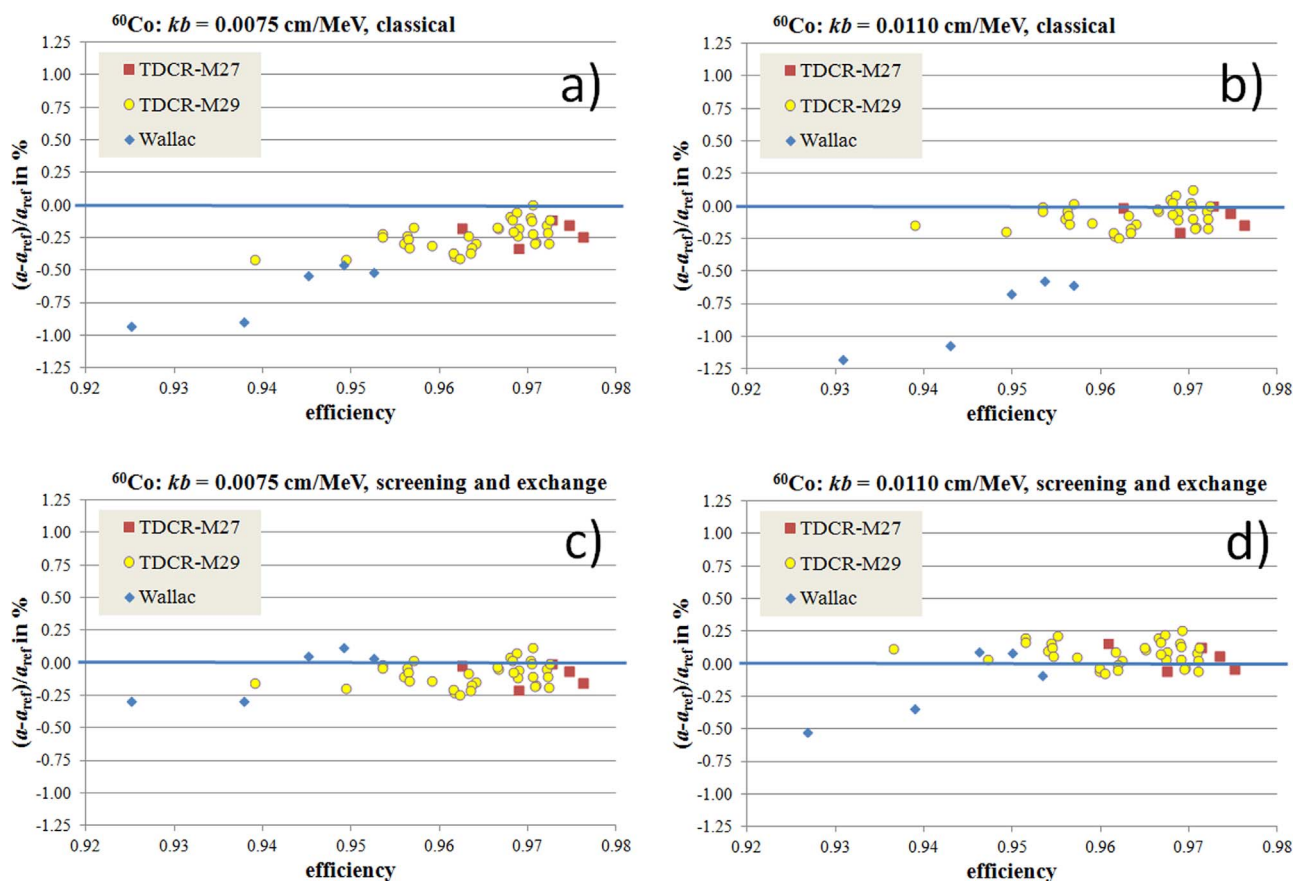 ⁶⁰Co: kb = 0.0075 cm/MeV, classical
1.25
1.00
0.75
0.50
0.25
0.00
-0.25
-0.50
-0.75
-1.00
-1.25
(a-a_ref)/a_ref in %
TDCR-M27
TDCR-M29
Wallac
a)
0.92 0.93 0.94 0.95 0.96 0.97 0.98
efficiency
⁶⁰Co: kb = 0.0110 cm/MeV, classical
1.25
1.00
0.75
0.50
0.25
0.00
-0.25
-0.50
-0.75
-1.00
-1.25
(a-a_ref)/a_ref in %
TDCR-M27
TDCR-M29
Wallac
b)
0.92 0.93 0.94 0.95 0.96 0.97 0.98
efficiency
⁶⁰Co: kb = 0.0075 cm/MeV, screening and exchange
1.25
1.00
0.75
0.50
0.25
0.00
-0.25
-0.50
-0.75
-1.00
-1.25
(a-a_ref)/a_ref in %
TDCR-M27
TDCR-M29
Wallac
c)
0.92 0.93 0.94 0.95 0.96 0.97 0.98
efficiency
⁶⁰Co: kb = 0.0110 cm/MeV, screening and exchange
1.25
1.00
0.75
0.50
0.25
0.00
-0.25
-0.50
-0.75
-1.00
-1.25
(a-a_ref)/a_ref in %
TDCR-M27
TDCR-M29
Wallac
d)
0.92 0.93 0.94 0.95 0.96 0.97 0.98
efficiency